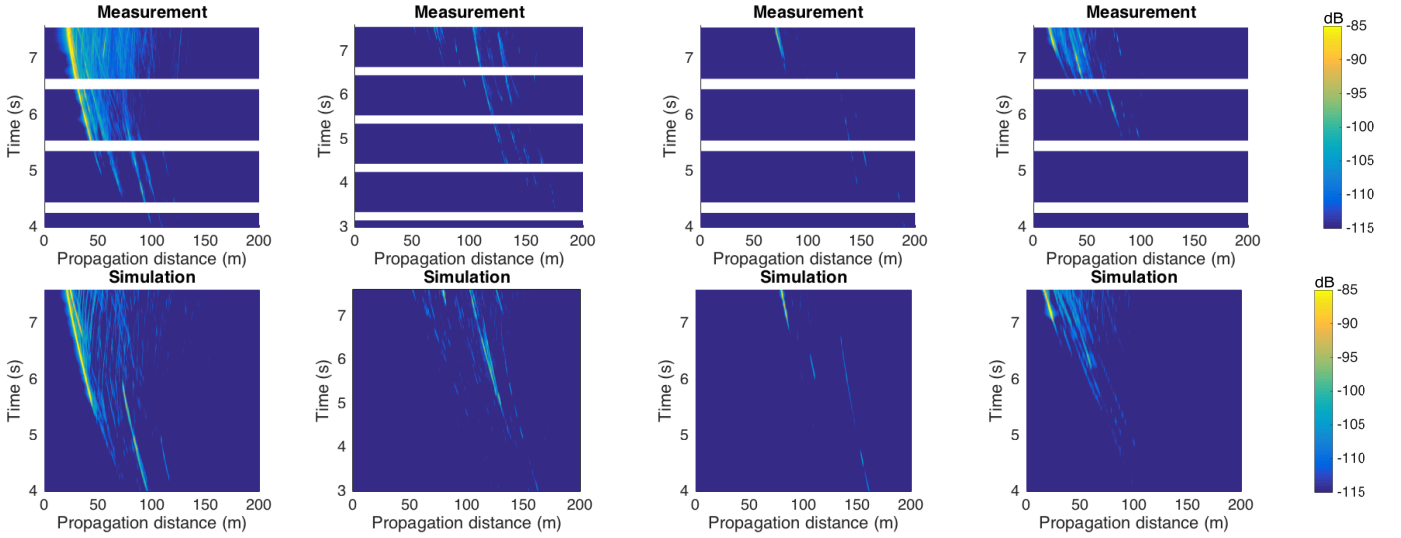 Measurement Measurement Measurement Measurement dB
Time (s) 7 6 5 4
0 50 100 150 200
Propagation distance (m)
Time (s) 7 6 5 4 3
0 50 100 150 200
Propagation distance (m)
Time (s) 7 6 5 4
0 50 100 150 200
Propagation distance (m)
Time (s) 7 6 5 4
0 50 100 150 200
Propagation distance (m)
-85
-90
-95
-100
-105
-110
-115
Simulation Simulation Simulation Simulation dB
Time (s) 7 6 5 4
0 50 100 150 200
Propagation distance (m)
Time (s) 7 6 5 4 3
0 50 100 150 200
Propagation distance (m)
Time (s) 7 6 5 4
0 50 100 150 200
Propagation distance (m)
Time (s) 7 6 5 4
0 50 100 150 200
Propagation distance (m)
-85
-90
-95
-100
-105
-110
-115